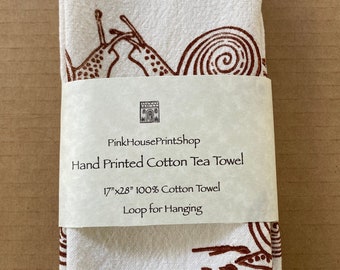 PinkHousePrintShop
Hand Printed Cotton Tea Towel
17"x28" 100% Cotton Towel
Loop for Hanging